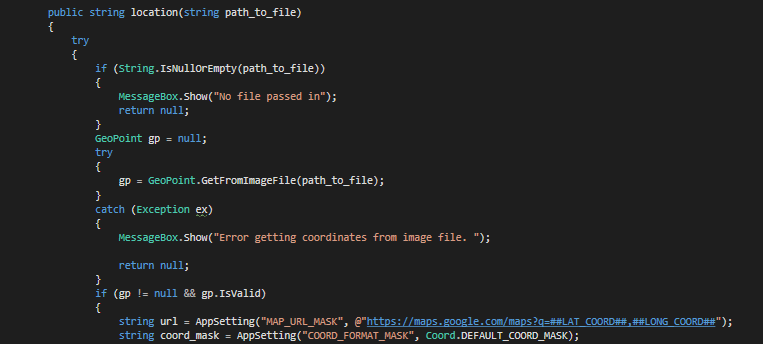 public string location(string path_to_file)
{
try
{
if (String.IsNullOrEmpty(path_to_file))
{
MessageBox.Show("No file passed in");
return null;
}
GeoPoint gp = null;
try
{
gp = GeoPoint.GetFromImageFile(path_to_file);
}
catch (Exception ex)
{
MessageBox.Show("Error getting coordinates from image file. ");
return null;
}
if (gp != null && gp.IsValid)
{
string url = AppSetting("MAP_URL_MASK", @"https://maps.google.com/maps?q=##LAT_COORD##,##LONG_COORD##");
string coord_mask = AppSetting("COORD_FORMAT_MASK", Coord.DEFAULT_COORD_MASK);